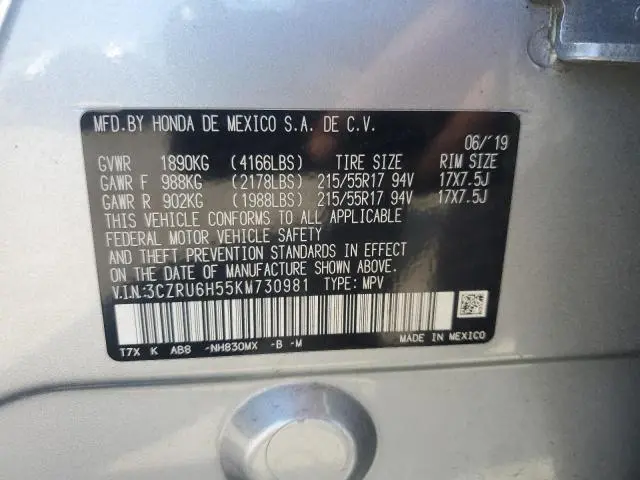 MFD.BY HONDA DE MEXICO S.A. DE C.V.
06/'19
GVWR 1890KG (4166LBS) TIRE SIZE RIM SIZE
GAWR F 988KG (2178LBS) 215/55R17 94V 17X7.5J
GAWR R 902KG (1988LBS) 215/55R17 94V 17X7.5J
THIS VEHICLE CONFORMS TO ALL APPLICABLE
FEDERAL MOTOR VEHICLE SAFETY
AND THEFT PREVENTION STANDARDS IN EFFECT
ON THE DATE OF MANUFACTURE SHOWN ABOVE.
V.I.N.:3CZRU6H55KM730981 TYPE: MPV
T7X K AB8 -NH830MX -B -M MADE IN MEXICO